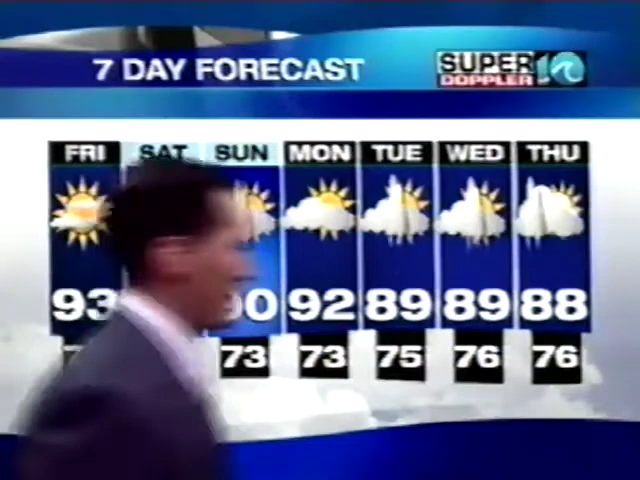 7 DAY FORECAST
SUPER
DOPPLER 10
FRI SAT SUN MON TUE WED THU
93 90 92 89 89 88
73 73 75 76 76